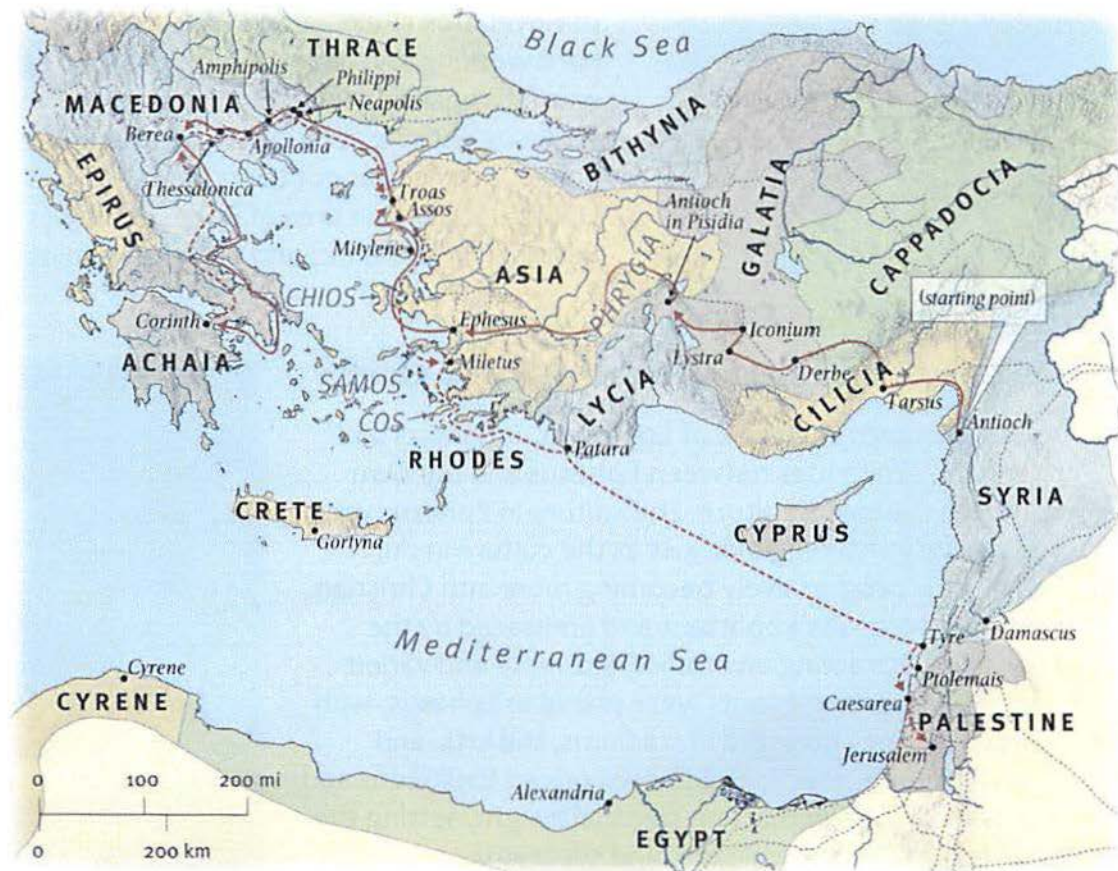 Black Sea
THRACE
Amphipolis
Philippi
MACEDONIA
Neapolis
Berea
Apollonia
Thessalonica
EPIRUS
BITHYNIA
GALATIA
CAPPADOCIA
Troas
Assos
Antioch
in Pisidia
Mitylene
ASIA
PHRYGIA
(starting point)
CHIOS
Corinth
Ephesus
Iconium
ACHAIA
Miletus
Lystra
Derbe
SAMOS
LYCIA
CILICIA
Tarsus
COS
Antioch
Patara
RHODES
SYRIA
CRETE
Gortyna
CYPRUS
Mediterranean Sea
Tyre
Damascus
Cyrene
Ptolemais
CYRENE
Caesarea
PALESTINE
Jerusalem
0 100 200 mi
Alexandria
EGYPT
0 200 km